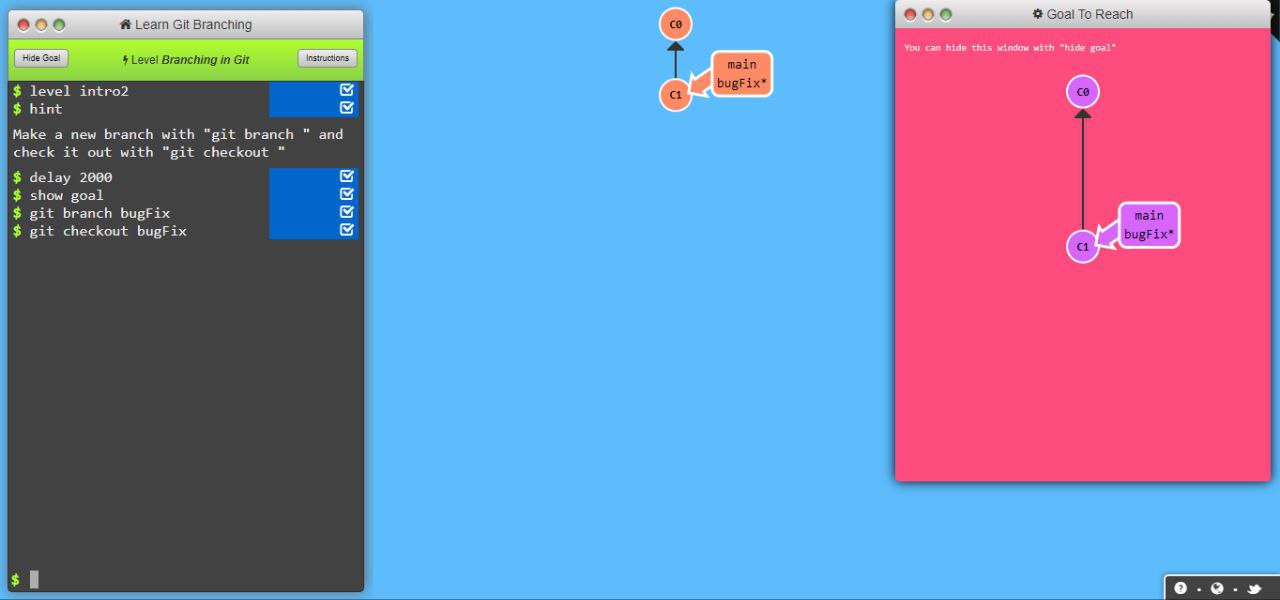 Learn Git Branching
Hide Goal
Level Branching in Git
Instructions
$ level intro2
$ hint
Make a new branch with "git branch " and
check it out with "git checkout "
$ delay 2000
$ show goal
$ git branch bugFix
$ git checkout bugFix
$
C0
main
bugFix*
C1
Goal To Reach
You can hide this window with "hide goal"
C0
main
bugFix*
C1